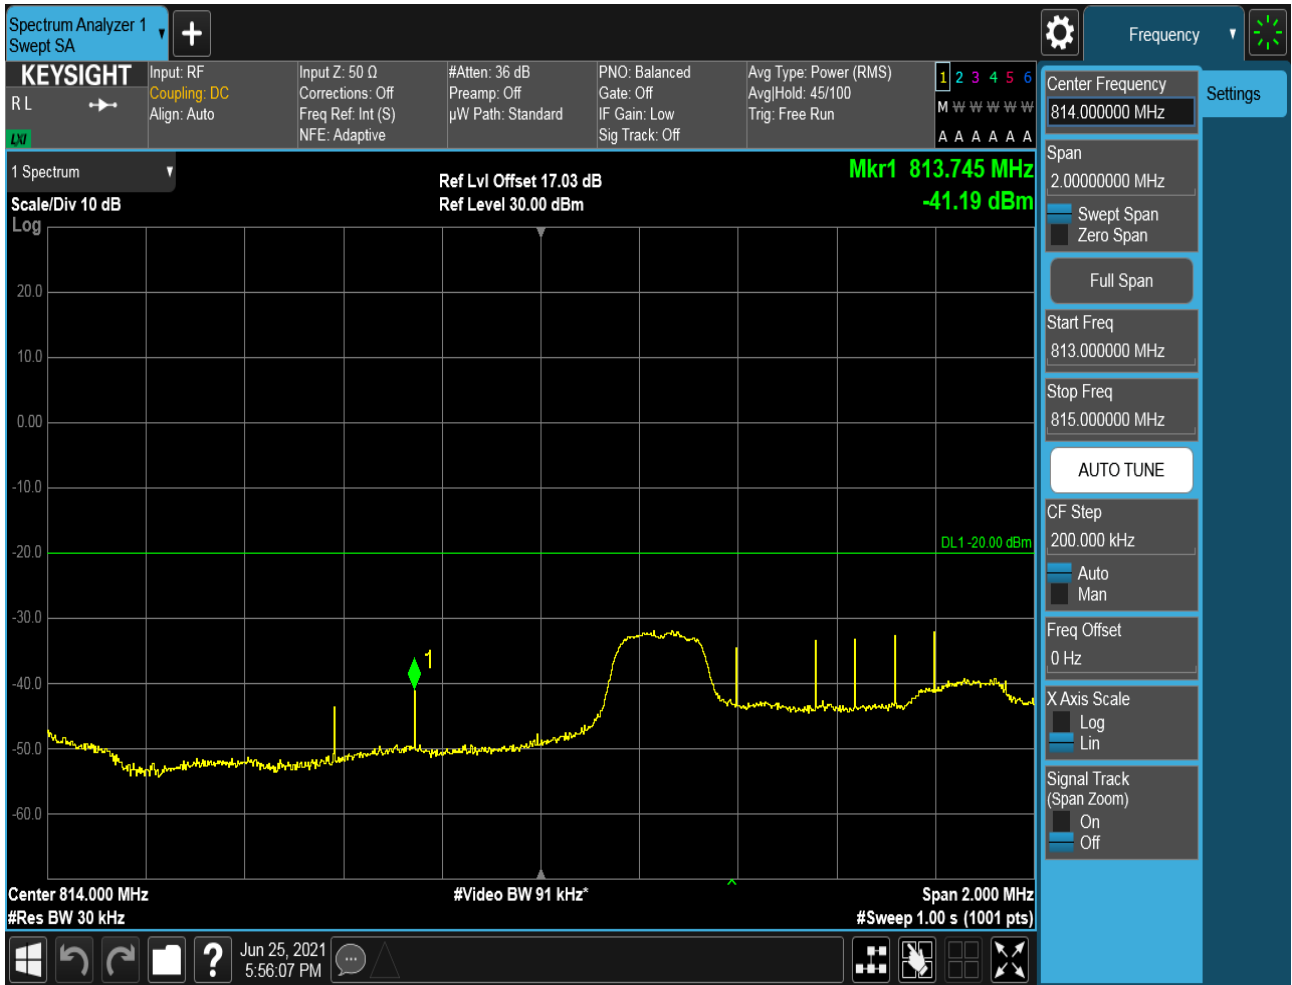 Spectrum Analyzer 1
Swept SA
Frequency
KEYSIGHT
R L
LXI
Input: RF
Coupling: DC
Align: Auto
Input Z: 50 Ω
Corrections: Off
Freq Ref: Int (S)
NFE: Adaptive
#Atten: 36 dB
Preamp: Off
µW Path: Standard
PNO: Balanced
Gate: Off
IF Gain: Low
Sig Track: Off
Avg Type: Power (RMS)
Avg|Hold: 45/100
Trig: Free Run
1 2 3 4 5 6
M W W W W W
A A A A A A
1 Spectrum
Scale/Div 10 dB
Log
Ref Lvl Offset 17.03 dB
Ref Level 30.00 dBm
Mkr1 813.745 MHz
-41.19 dBm
20.0
10.0
0.00
-10.0
-20.0
-30.0
-40.0
-50.0
-60.0
DL1 -20.00 dBm
1
Center 814.000 MHz
#Res BW 30 kHz
#Video BW 91 kHz*
Span 2.000 MHz
#Sweep 1.00 s (1001 pts)
Jun 25, 2021
5:56:07 PM
Center Frequency
814.000000 MHz
Settings
Span
2.00000000 MHz
Swept Span
Zero Span
Full Span
Start Freq
813.000000 MHz
Stop Freq
815.000000 MHz
AUTO TUNE
CF Step
200.000 kHz
Auto
Man
Freq Offset
0 Hz
X Axis Scale
Log
Lin
Signal Track
(Span Zoom)
On
Off